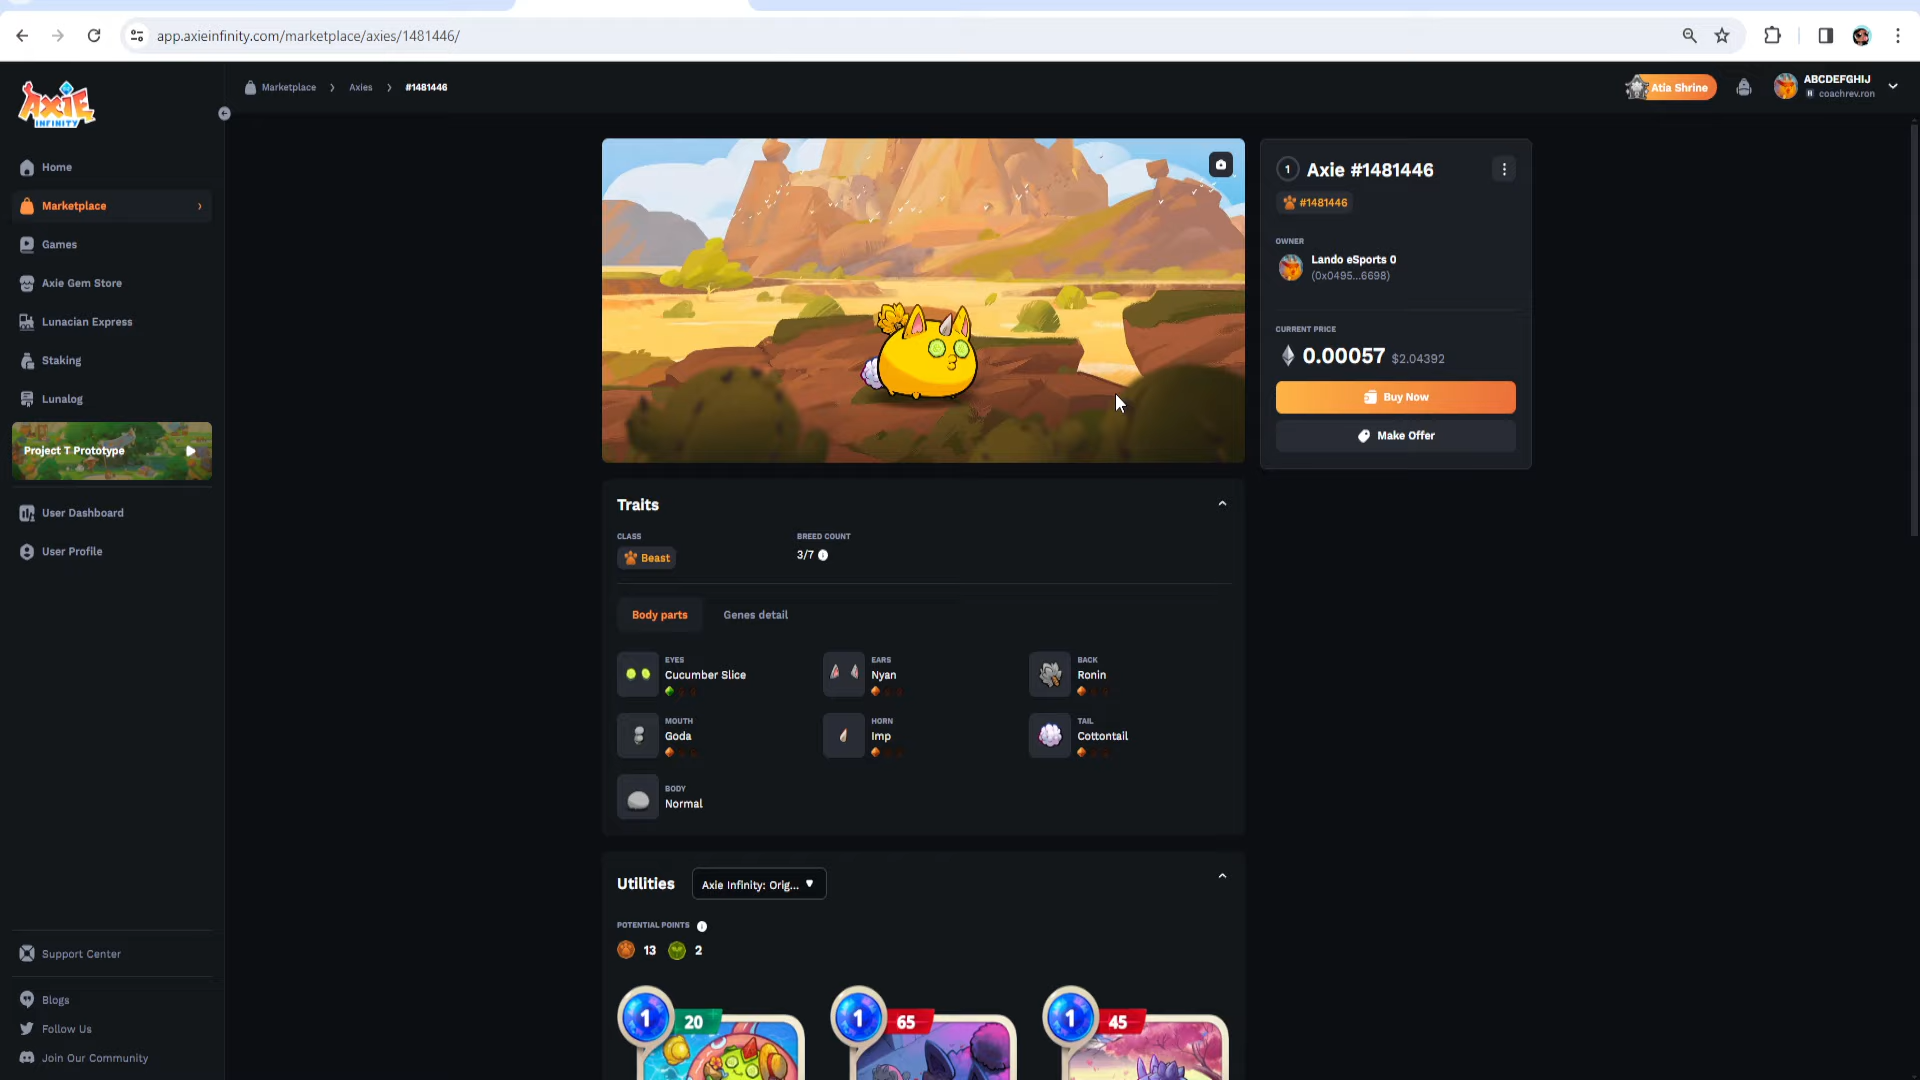 app.axieinfinity.com/marketplace/axies/1481446/
AXIE
INFINITY
Marketplace
Axies
#1481446
Atia Shrine
ABCDEFGHIJ
coachrev.ron
Home
Marketplace
Games
Axie Gem Store
Lunacian Express
Staking
Lunalog
Project T Prototype
User Dashboard
User Profile
Support Center
Blogs
Follow Us
Join Our Community
1 Axie #1481446
#1481446
OWNER
Lando eSports 0
(0x0495...6698)
CURRENT PRICE
0.00057 $2.04392
Buy Now
Make Offer
Traits
CLASS
Beast
BREED COUNT
3/7
Body parts
Genes detail
EYES
Cucumber Slice
EARS
Nyan
BACK
Ronin
MOUTH
Goda
HORN
Imp
TAIL
Cottontail
BODY
Normal
Utilities
Axie Infinity: Orig...
POTENTIAL POINTS
13
2
1 20
1 65
1 45